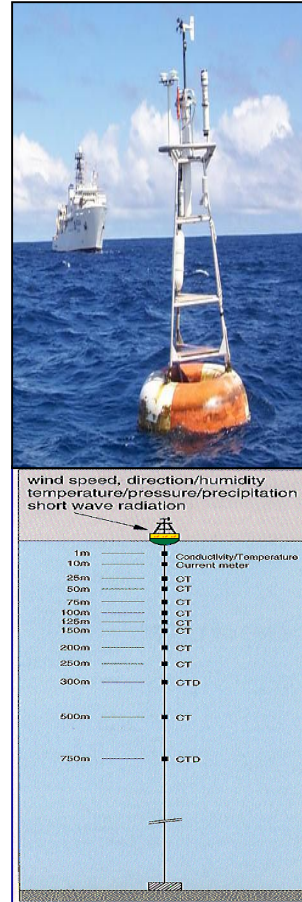 wind speed, direction/humidity
temperature/pressure/precipitation
short wave radiation
1m Conductivity/Temperature
10m Current meter
25m CT
50m CT
75m CT
100m CT
125m CT
150m CT
200m CT
250m CT
300m CTD
500m CT
750m CTD